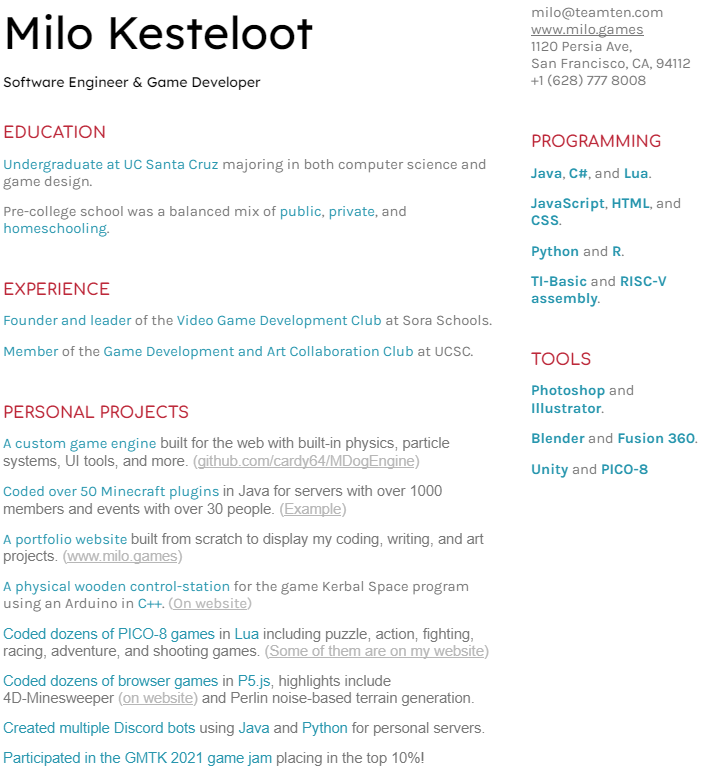 Milo Kesteloot
Software Engineer & Game Developer
EDUCATION
Undergraduate at UC Santa Cruz majoring in both computer science and
game design.
Pre-college school was a balanced mix of public, private, and
homeschooling.
EXPERIENCE
Founder and leader of the Video Game Development Club at Sora Schools.
Member of the Game Development and Art Collaboration Club at UCSC.
PERSONAL PROJECTS
A custom game engine built for the web with built-in physics, particle
systems, UI tools, and more. (github.com/cardy64/MDogEngine)
Coded over 50 Minecraft plugins in Java for servers with over 1000
members and events with over 30 people. (Example)
A portfolio website built from scratch to display my coding, writing, and art
projects. (www.milo.games)
A physical wooden control-station for the game Kerbal Space program
using an Arduino in C++. (On website)
Coded dozens of PICO-8 games in Lua including puzzle, action, fighting,
racing, adventure, and shooting games. (Some of them are on my website)
Coded dozens of browser games in P5.js, highlights include
4D-Minesweeper (on website) and Perlin noise-based terrain generation.
Created multiple Discord bots using Java and Python for personal servers.
Participated in the GMTK 2021 game jam placing in the top 10%!
milo@teamten.com
www.milo.games
1120 Persia Ave,
San Francisco, CA, 94112
+1 (628) 777 8008
PROGRAMMING
Java, C#, and Lua.
JavaScript, HTML, and
CSS.
Python and R.
TI-Basic and RISC-V
assembly.
TOOLS
Photoshop and
Illustrator.
Blender and Fusion 360.
Unity and PICO-8